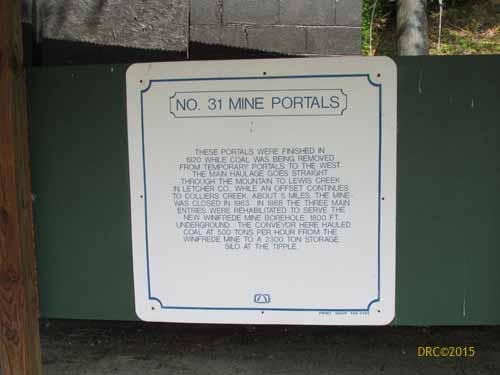 NO. 31 MINE PORTALS
THESE PORTALS WERE FINISHED IN
1920 WHILE COAL WAS BEING REMOVED
FROM TEMPORARY PORTALS TO THE WEST.
THE MAIN HAULAGE GOES STRAIGHT
THROUGH THE MOUNTAIN TO LEWIS CREEK
IN LETCHER CO. WHILE AN OFFSET CONTINUES
TO COLLIERS CREEK, ABOUT 5 MILES. THE MINE
WAS CLOSED IN 1963. IN 1968 THE THREE MAIN
ENTRIES WERE REHABILITATED TO SERVE THE
NEW WINIFREDE MINE BOREHOLE, 1800 FT.
UNDERGROUND. THE CONVEYOR HERE HAULED
COAL AT 500 TONS PER HOUR FROM THE
WINIFREDE MINE TO A 2300 TON STORAGE
SILO AT THE TIPPLE.
PRINT SHOP
DRC©2015